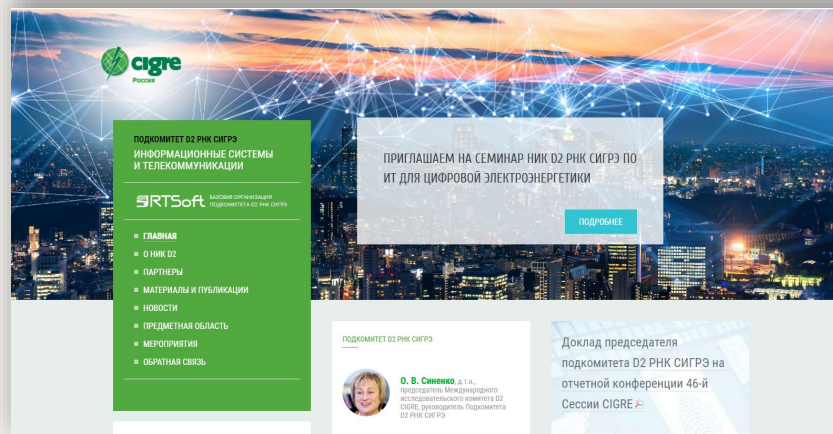 cigre
Россия
ПОДКОМИТЕТ D2 РНК СИГРЭ
ИНФОРМАЦИОННЫЕ СИСТЕМЫ
И ТЕЛЕКОММУНИКАЦИИ
RTSoft
БАЗОВАЯ ОРГАНИЗАЦИЯ
ПОДКОМИТЕТА D2 РНК СИГРЭ
ГЛАВНАЯ
О НИК D2
ПАРТНЕРЫ
МАТЕРИАЛЫ И ПУБЛИКАЦИИ
НОВОСТИ
ПРЕДМЕТНАЯ ОБЛАСТЬ
МЕРОПРИЯТИЯ
ОБРАТНАЯ СВЯЗЬ
ПРИГЛАШАЕМ НА СЕМИНАР НИК D2 РНК СИГРЭ ПО
ИТ ДЛЯ ЦИФРОВОЙ ЭЛЕКТРОЭНЕРГЕТИКИ
ПОДРОБНЕЕ
ПОДКОМИТЕТ D2 РНК СИГРЭ
О. В. Синенко, д.т.н.,
председатель Международного
исследовательского комитета D2
CIGRE, руководитель Подкомитета
D2 РНК СИГРЭ
Доклад председателя
подкомитета D2 РНК СИГРЭ на
отчетной конференции 46-й
Сессии CIGRE